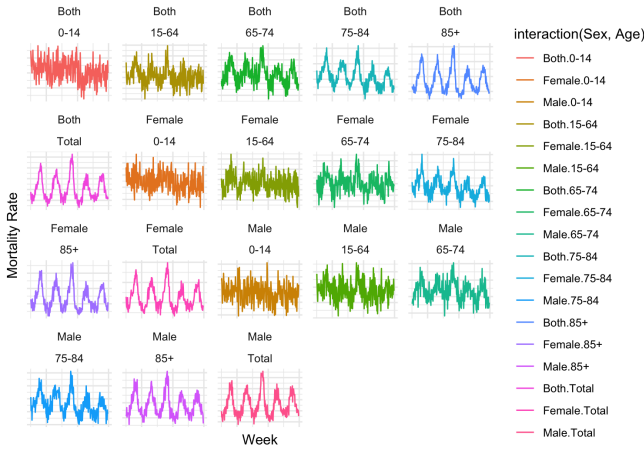 Both Both Both Both Both
0-14 15-64 65-74 75-84 85+
Both Female Female Female Female
Total 0-14 15-64 65-74 75-84
Female Female Male Male Male
85+ Total 0-14 15-64 65-74
Male Male Male
75-84 85+ Total
Mortality Rate
Week
interaction(Sex, Age)
Both.0-14
Female.0-14
Male.0-14
Both.15-64
Female.15-64
Male.15-64
Both.65-74
Female.65-74
Male.65-74
Both.75-84
Female.75-84
Male.75-84
Both.85+
Female.85+
Male.85+
Both.Total
Female.Total
Male.Total